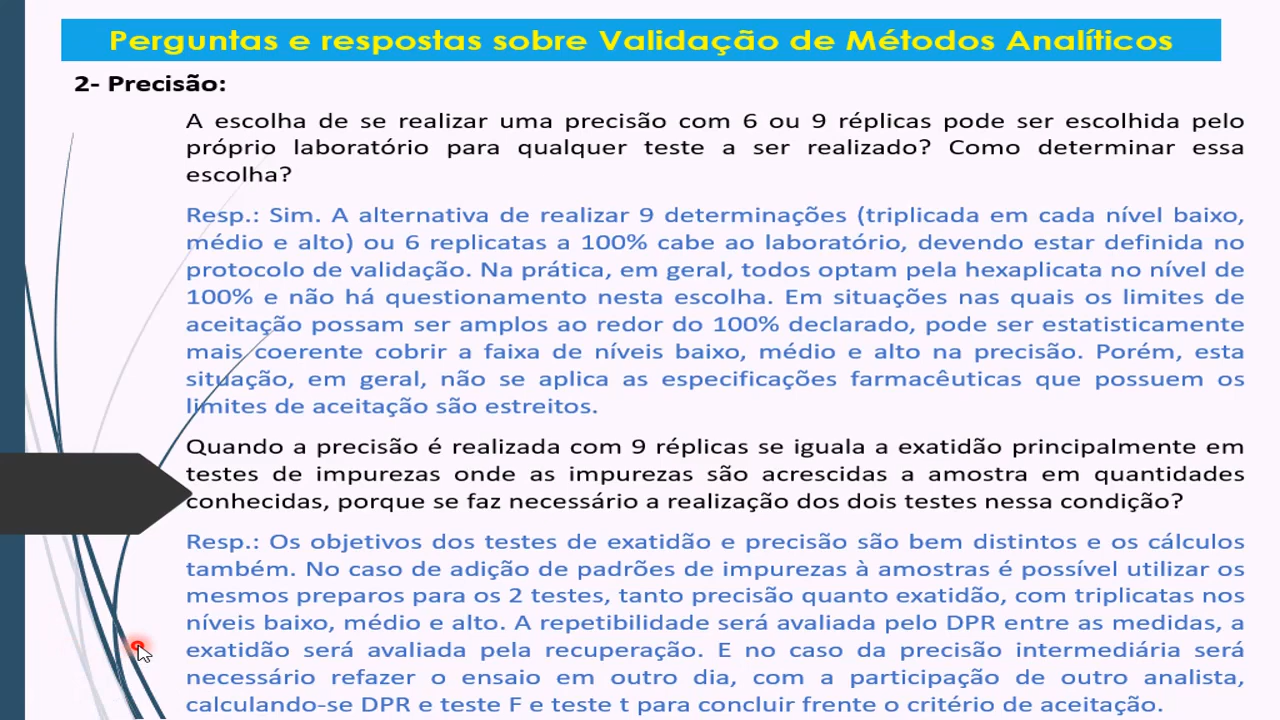 Perguntas e respostas sobre Validação de Métodos Analíticos
2- Precisão:
A escolha de se realizar uma precisão com 6 ou 9 réplicas pode ser escolhida pelo
próprio laboratório para qualquer teste a ser realizado? Como determinar essa
escolha?
Resp.: Sim. A alternativa de realizar 9 determinações (triplicada em cada nível baixo,
médio e alto) ou 6 replicatas a 100% cabe ao laboratório, devendo estar definida no
protocolo de validação. Na prática, em geral, todos optam pela hexaplicata no nível de
100% e não há questionamento nesta escolha. Em situações nas quais os limites de
aceitação possam ser amplos ao redor do 100% declarado, pode ser estatisticamente
mais coerente cobrir a faixa de níveis baixo, médio e alto na precisão. Porém, esta
situação, em geral, não se aplica as especificações farmacêuticas que possuem os
limites de aceitação são estreitos.
Quando a precisão é realizada com 9 réplicas se iguala a exatidão principalmente em
testes de impurezas onde as impurezas são acrescidas a amostra em quantidades
conhecidas, porque se faz necessário a realização dos dois testes nessa condição?
Resp.: Os objetivos dos testes de exatidão e precisão são bem distintos e os cálculos
também. No caso de adição de padrões de impurezas à amostras é possível utilizar os
mesmos preparos para os 2 testes, tanto precisão quanto exatidão, com triplicatas nos
níveis baixo, médio e alto. A repetibilidade será avaliada pelo DPR entre as medidas, a
exatidão será avaliada pela recuperação. E no caso da precisão intermediária será
necessário refazer o ensaio em outro dia, com a participação de outro analista,
calculando-se DPR e teste F e teste t para concluir frente o critério de aceitação.